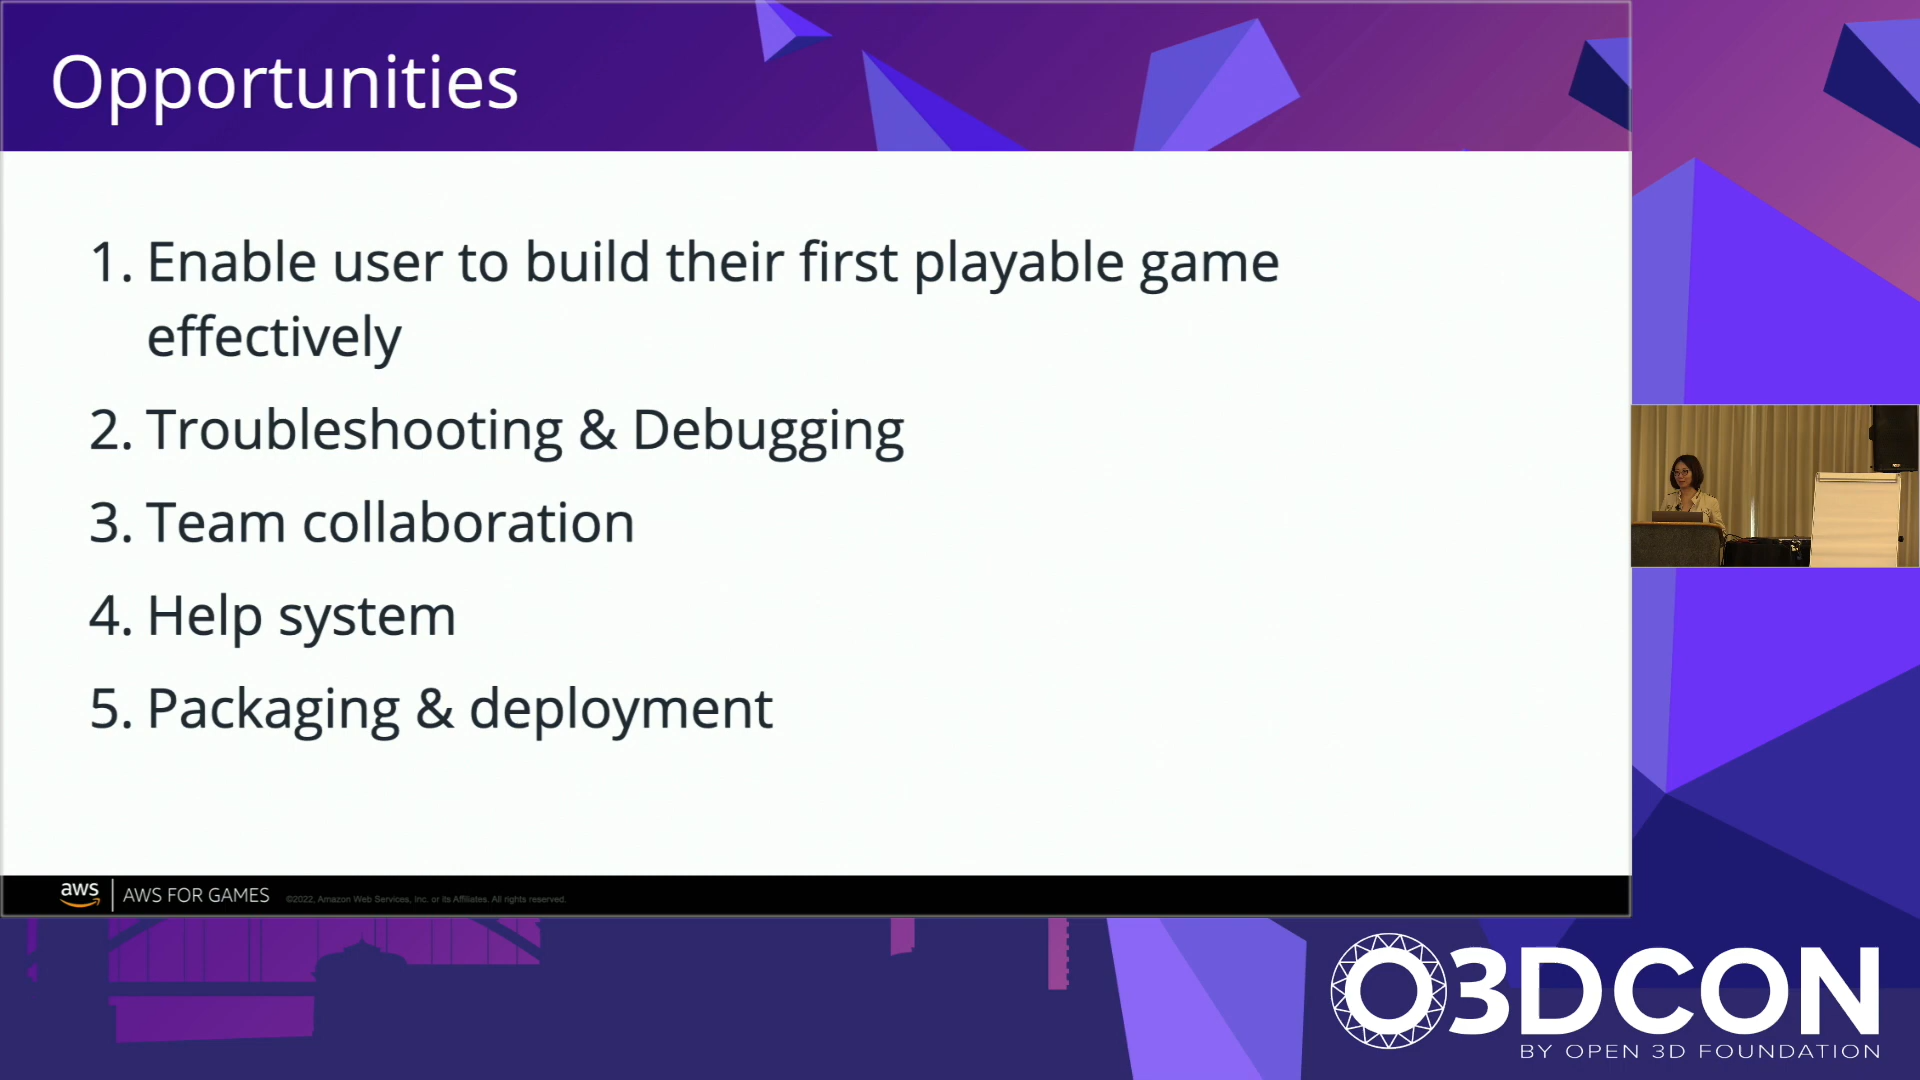 Opportunities
1. Enable user to build their first playable game
effectively
2. Troubleshooting & Debugging
3. Team collaboration
4. Help system
5. Packaging & deployment
aws | AWS FOR GAMES ©2022, Amazon Web Services, Inc. or its Affiliates. All rights reserved.
O3DCON
BY OPEN 3D FOUNDATION